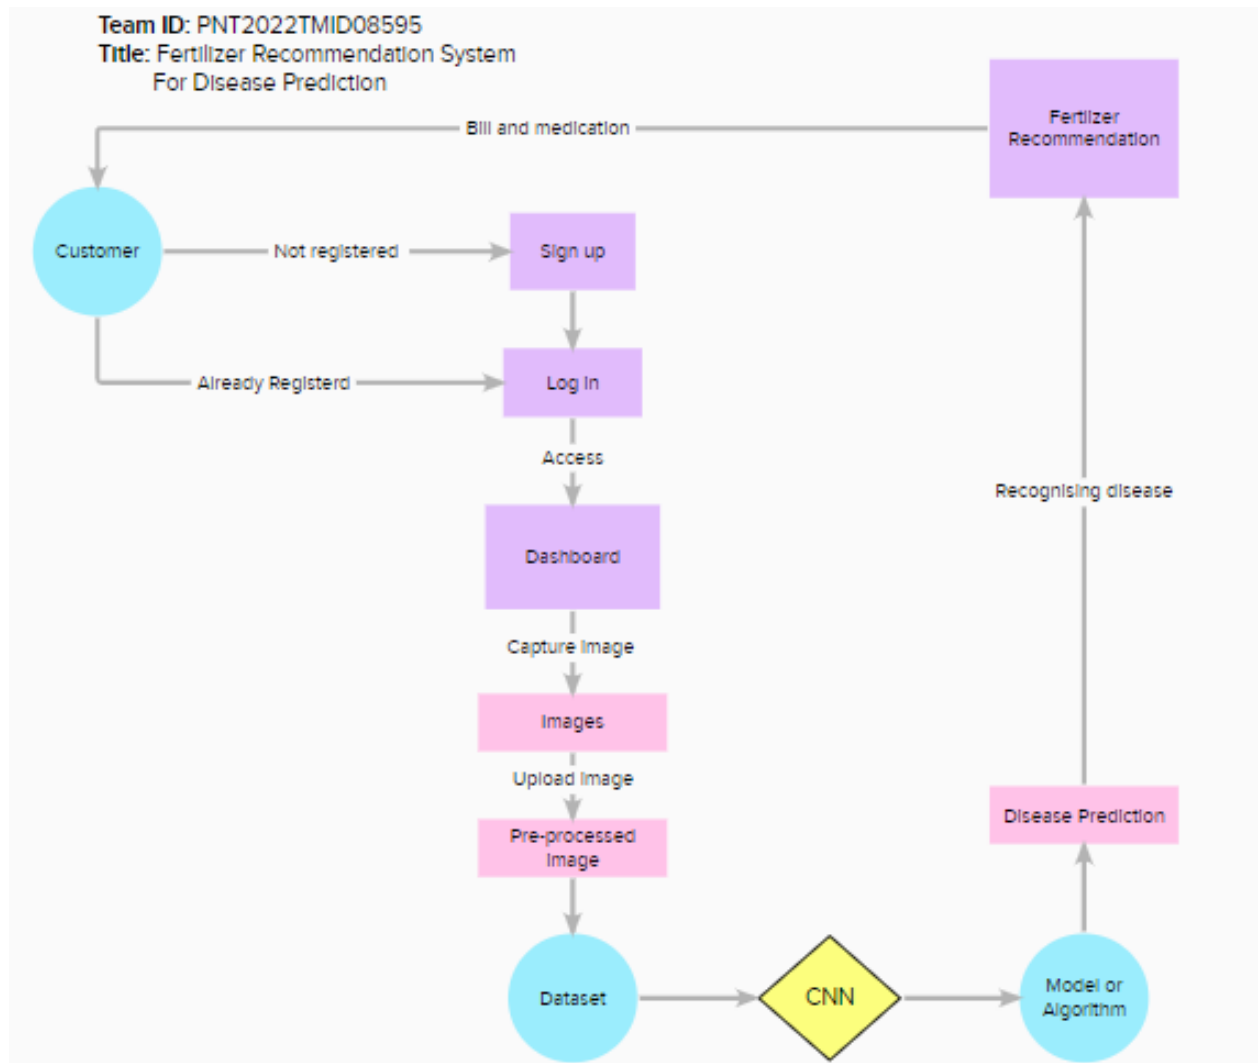 Team ID: PNT2022TMID08595
Title: Fertilizer Recommendation System
For Disease Prediction
Fertlizer
Recommendation
Bill and medication
Customer
Not registered
Sign up
Already Registerd
Log in
Access
Recognising disease
Dashboard
Capture Image
Images
Upload Image
Disease Prediction
Pre-processed
Image
Dataset
CNN
Model or
Algorithm